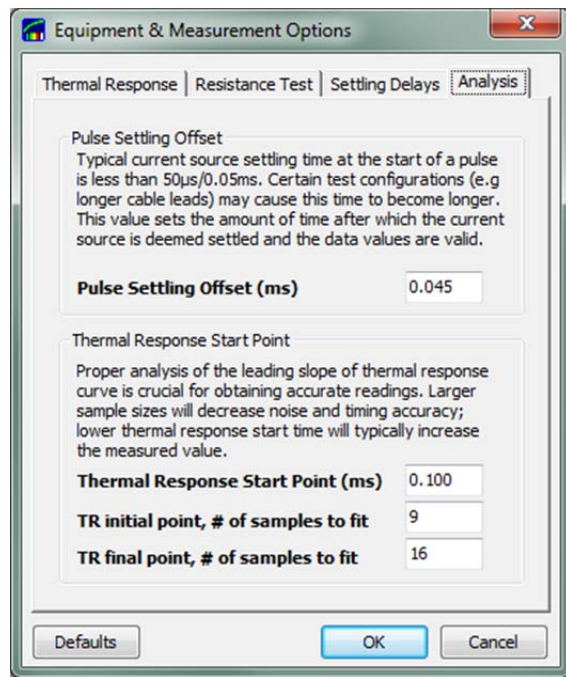 Equipment & Measurement Options
Thermal Response
Resistance Test
Settling Delays
Analysis
Pulse Settling Offset
Typical current source settling time at the start of a pulse
is less than 50µs/0.05ms. Certain test configurations (e.g
longer cable leads) may cause this time to become longer.
This value sets the amount of time after which the current
source is deemed settled and the data values are valid.
Pulse Settling Offset (ms) 0.045
Thermal Response Start Point
Proper analysis of the leading slope of thermal response
curve is crucial for obtaining accurate readings. Larger
sample sizes will decrease noise and timing accuracy;
lower thermal response start time will typically increase
the measured value.
Thermal Response Start Point (ms) 0.100
TR initial point, # of samples to fit 9
TR final point, # of samples to fit 16
Defaults
OK
Cancel